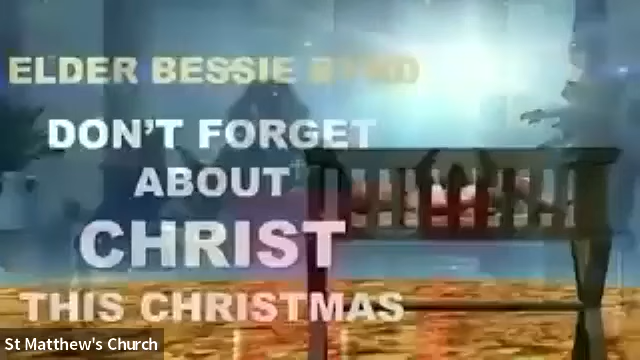 ELDER BESSIE
DON'T FORGET
ABOUT
CHRIST
THIS CHRISTMAS
St Matthew's Church